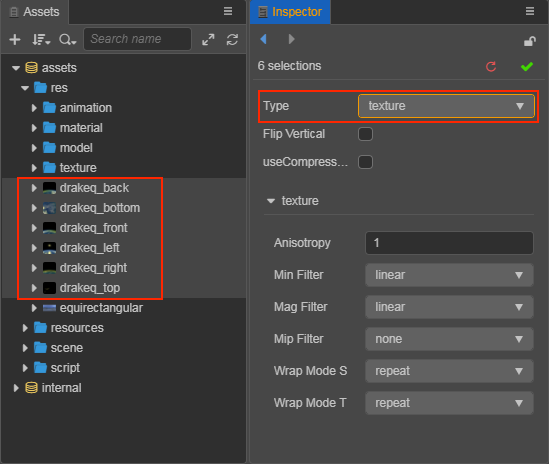 Assets
Search name
assets
res
animation
material
model
texture
drakeq_back
drakeq_bottom
drakeq_front
drakeq_left
drakeq_right
drakeq_top
equirectangular
resources
scene
script
internal
Inspector
6 selections
Type texture
Flip Vertical
useCompress...
texture
Anisotropy 1
Min Filter linear
Mag Filter linear
Mip Filter none
Wrap Mode S repeat
Wrap Mode T repeat